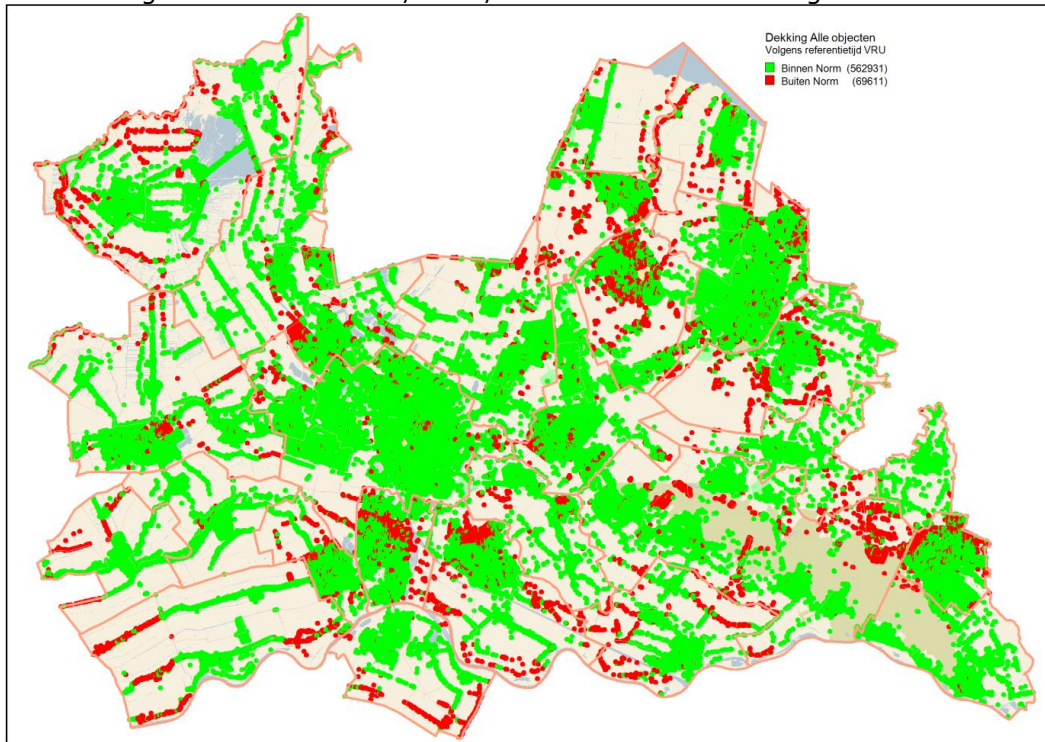 Dekking Alle objecten
Volgens referentietijd VRU
Binnen Norm (562931)
Buiten Norm (69611)